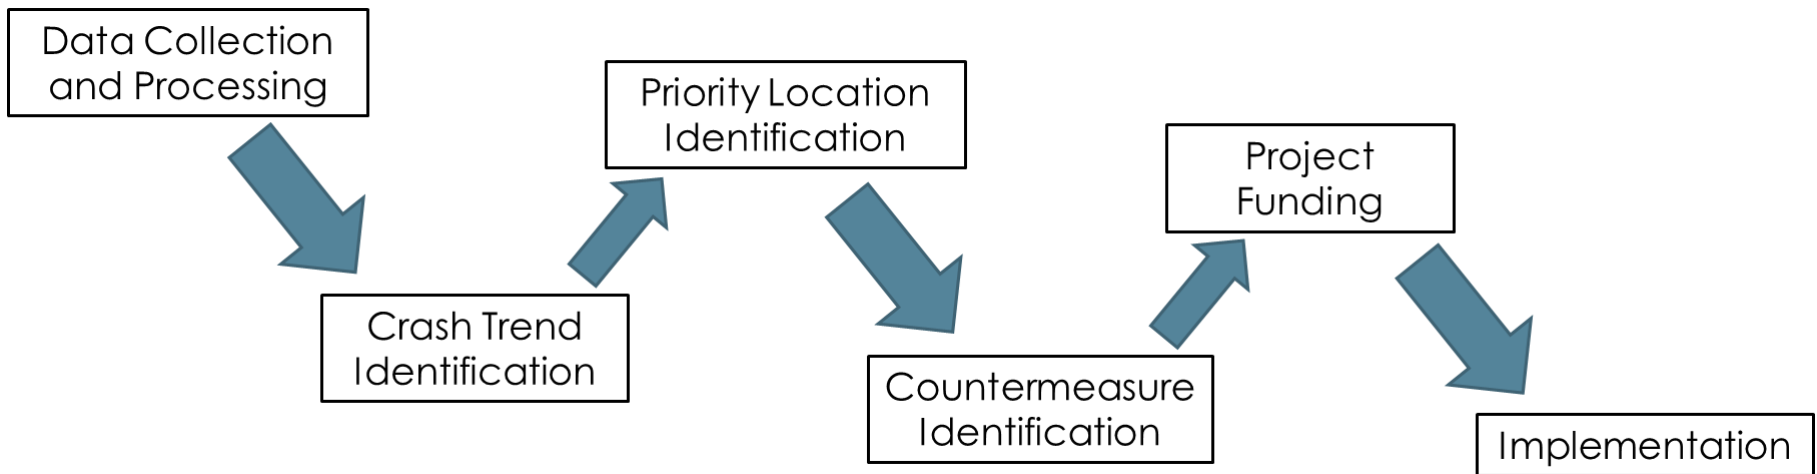 Data Collection
and Processing
Crash Trend
Identification
Priority Location
Identification
Countermeasure
Identification
Project
Funding
Implementation